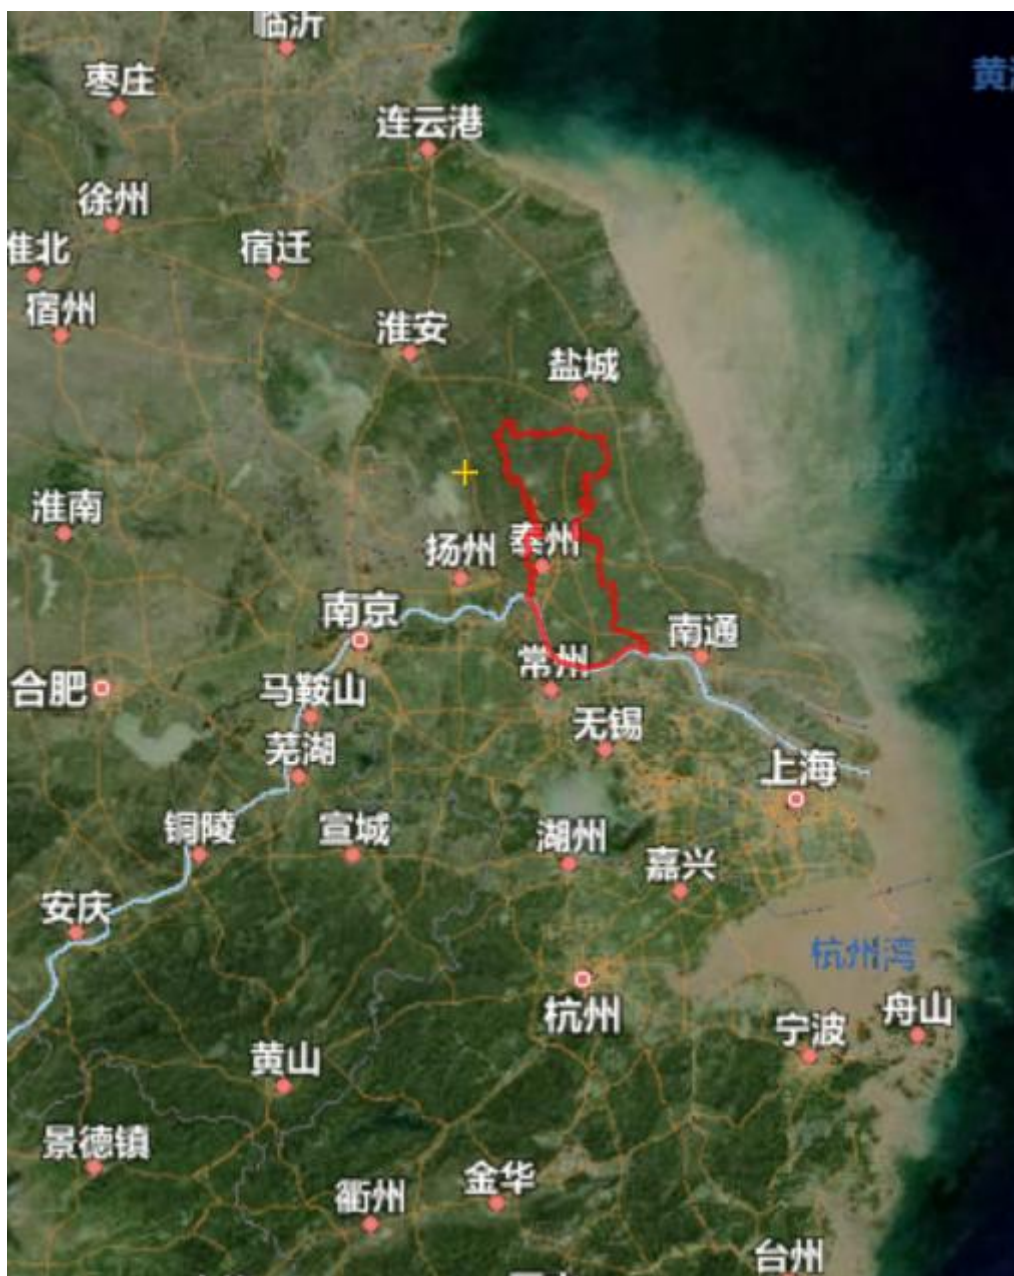 临沂
枣庄
连云港
徐州
淮北
宿迁
宿州
淮安
盐城
淮南
扬州
泰州
南京
南通
常州
合肥
马鞍山
无锡
芜湖
上海
铜陵
宣城
湖州
嘉兴
安庆
杭州湾
杭州
宁波
舟山
黄山
景德镇
金华
衢州
台州